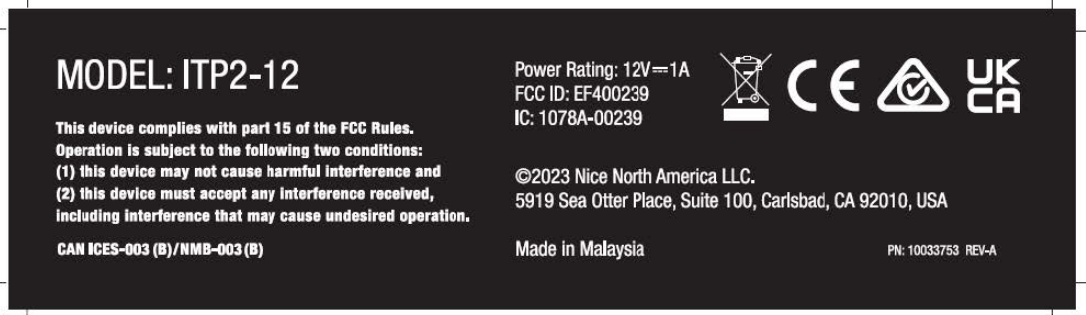 MODEL: ITP2-12
This device complies with part 15 of the FCC Rules.
Operation is subject to the following two conditions:
(1) this device may not cause harmful interference and
(2) this device must accept any interference received,
including interference that may cause undesired operation.
CAN ICES-003 (B)/NMB-003 (B)
Power Rating: 12V⎓1A
FCC ID: EF400239
IC: 1078A-00239
CE
UK
CA
©2023 Nice North America LLC.
5919 Sea Otter Place, Suite 100, Carlsbad, CA 92010, USA
Made in Malaysia
PN: 10033753 REV-A